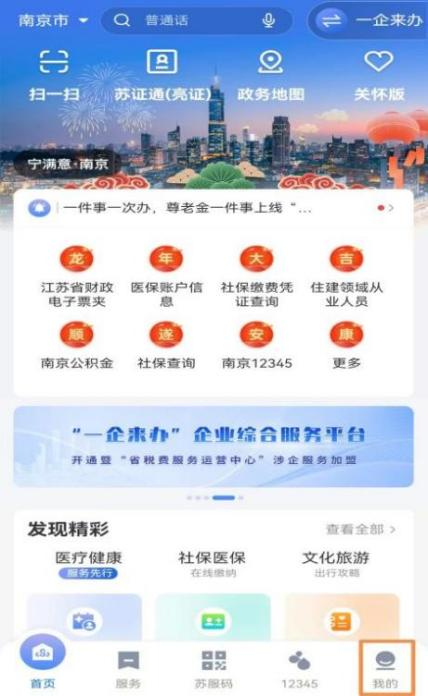 南京市 普通话 一企来办
扫一扫 苏证通(亮证) 政务地图 关怀版
宁满意·南京
一件事一次办，尊老金一件事上线“...
龙 年 大 吉
江苏省财政 医保账户信 社保缴费凭 住建领域从
电子票夹 息 证查询 业人员
顺 遂 安 康
南京公积金 社保查询 南京12345 更多
“一企来办”企业综合服务平台
开通暨“省税费服务运营中心”涉企服务加盟
发现精彩 查看全部
医疗健康 社保医保 文化旅游
服务先行 在线缴纳 出行攻略
首页 服务 苏服码 12345 我的